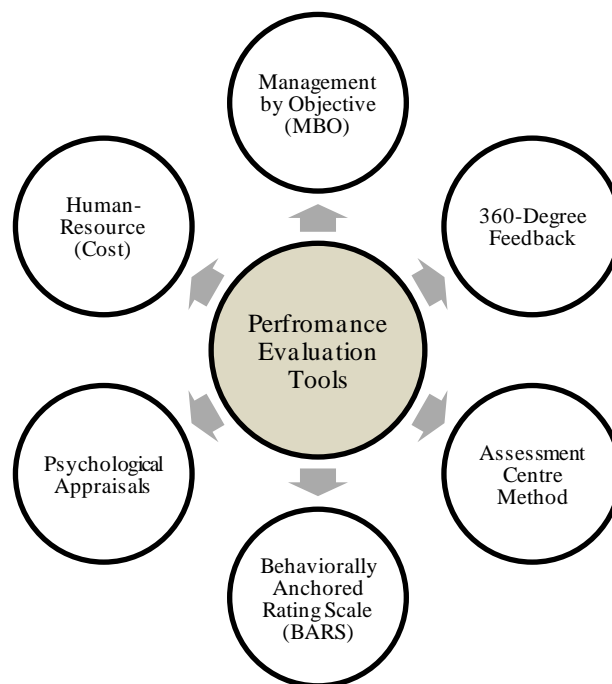 Management
by Objective
(MBO)
360-Degree
Feedback
Assessment
Centre
Method
Behaviorally
Anchored
Rating Scale
(BARS)
Psychological
Appraisals
Human-
Resource
(Cost)
Perfromance
Evaluation
Tools